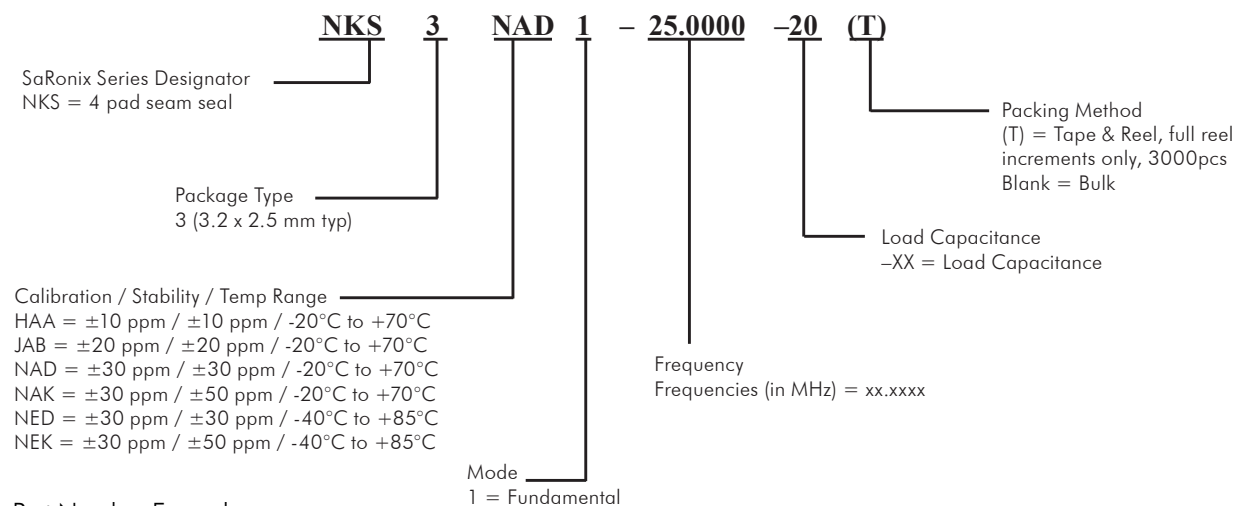 NKS 3 NAD 1 – 25.0000 –20 (T)
SaRonix Series Designator
NKS = 4 pad seam seal
Packing Method
(T) = Tape & Reel, full reel
increments only, 3000pcs
Blank = Bulk
Package Type
3 (3.2 x 2.5 mm typ)
Load Capacitance
–XX = Load Capacitance
Calibration / Stability / Temp Range
HAA = ±10 ppm / ±10 ppm / -20°C to +70°C
JAB = ±20 ppm / ±20 ppm / -20°C to +70°C
NAD = ±30 ppm / ±30 ppm / -20°C to +70°C
NAK = ±30 ppm / ±50 ppm / -20°C to +70°C
NED = ±30 ppm / ±30 ppm / -40°C to +85°C
NEK = ±30 ppm / ±50 ppm / -40°C to +85°C
Frequency
Frequencies (in MHz) = xx.xxxx
Mode
1 = Fundamental